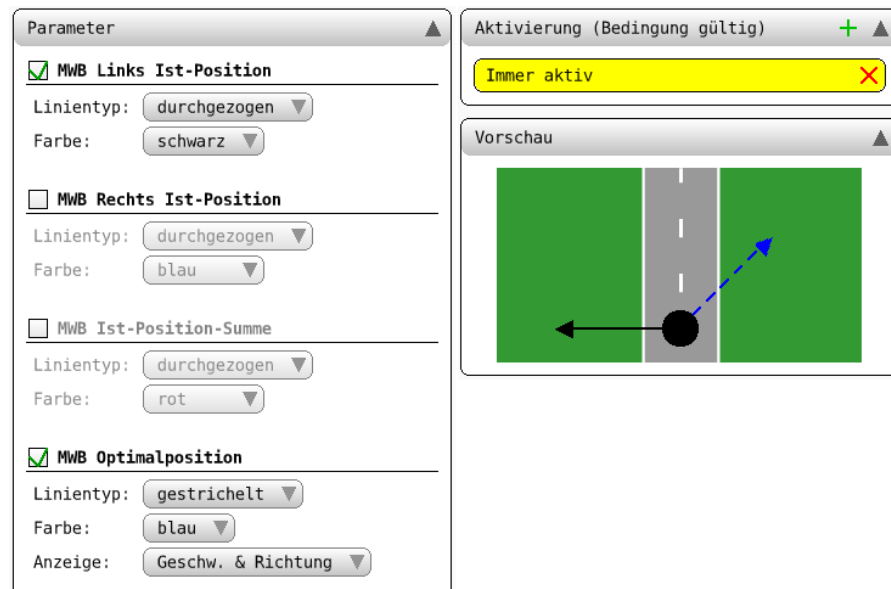 Parameter
MWB Links Ist-Position
Linientyp: durchgezogen
Farbe: schwarz
MWB Rechts Ist-Position
Linientyp: durchgezogen
Farbe: blau
MWB Ist-Position-Summe
Linientyp: durchgezogen
Farbe: rot
MWB Optimalposition
Linientyp: gestrichelt
Farbe: blau
Anzeige: Geschw. & Richtung
Aktivierung (Bedingung gültig)
Immer aktiv
Vorschau